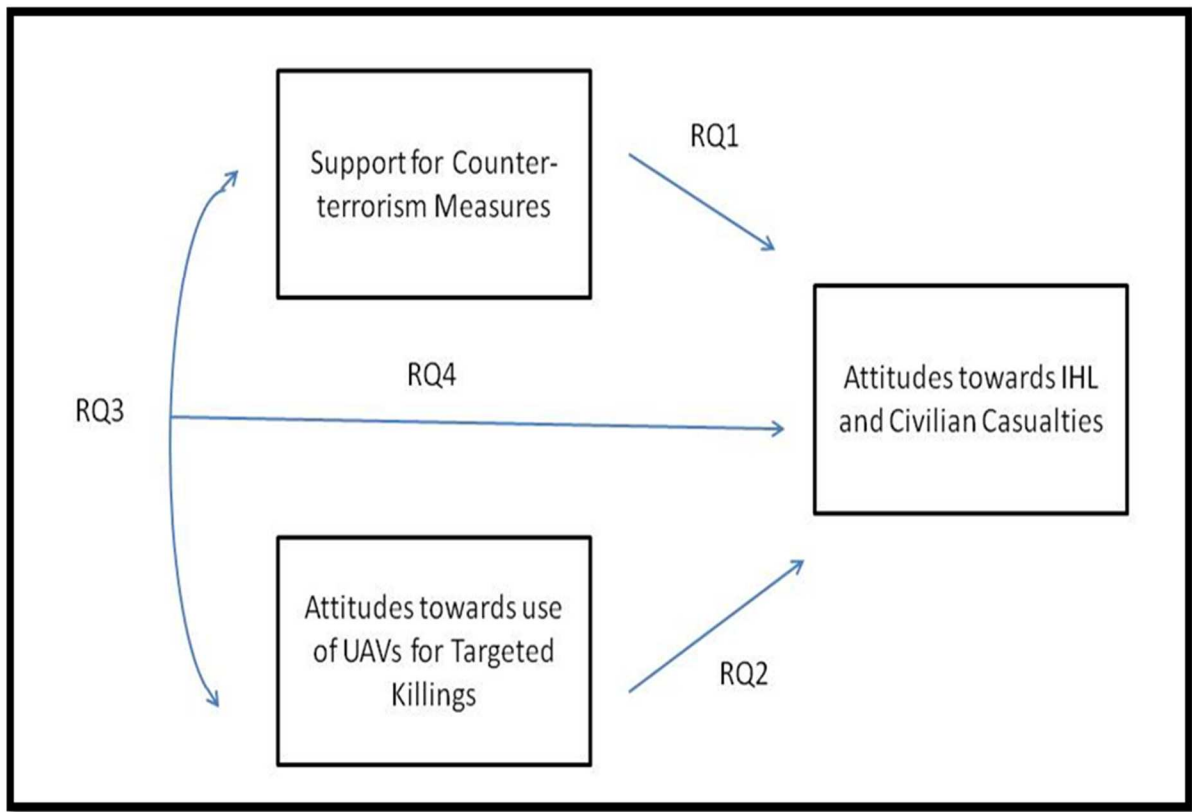 RQ1
Support for Counter-
terrorism Measures
RQ4
Attitudes towards IHL
and Civilian Casualties
RQ3
Attitudes towards use
of UAVs for Targeted
Killings
RQ2